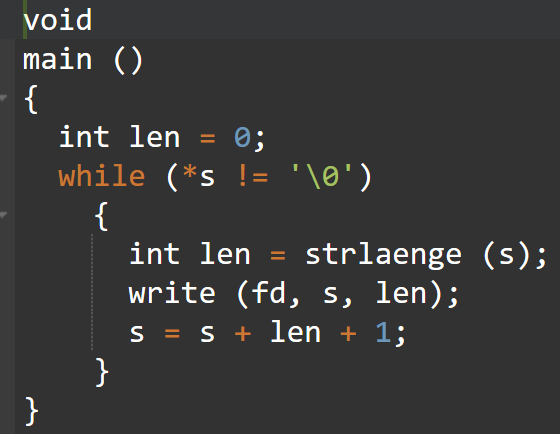 void
main ()
{
  int len = 0;
  while (*s != '\0')
    {
      int len = strlaenge (s);
      write (fd, s, len);
      s = s + len + 1;
    }
}